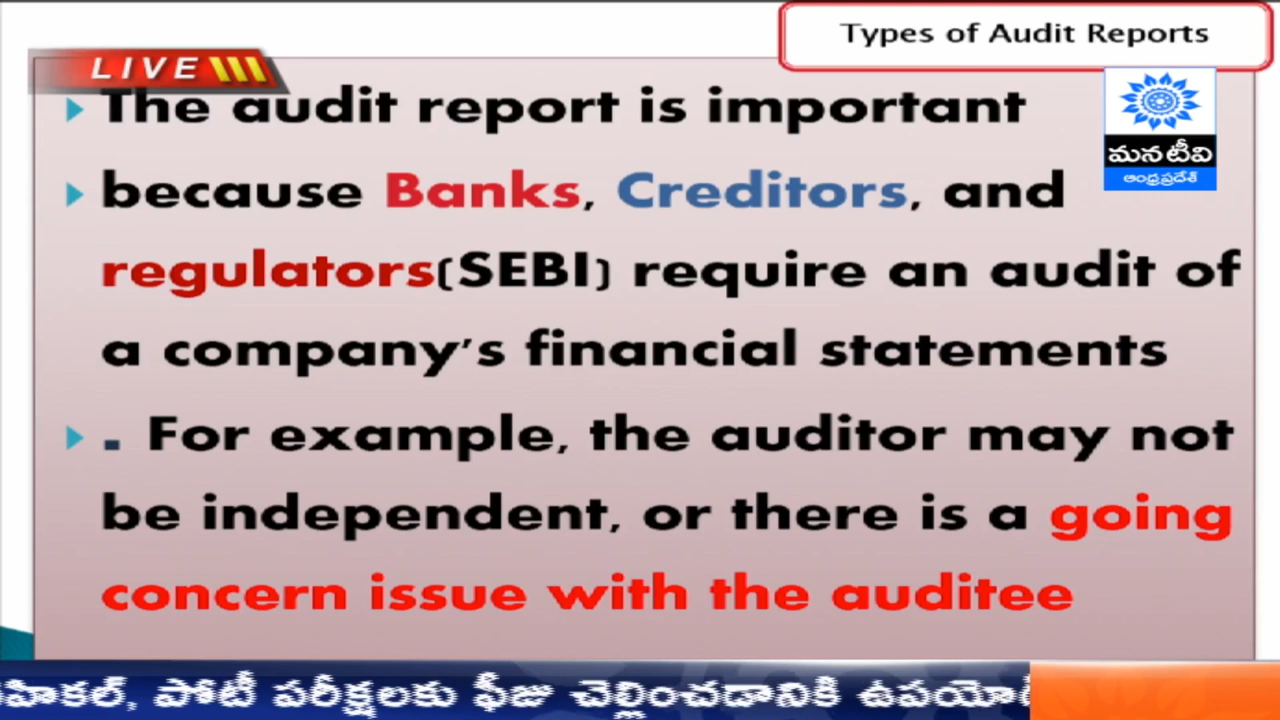 Types of Audit Reports
LIVE
The audit report is important
because Banks, Creditors, and
regulators(SEBI) require an audit of
a company's financial statements
. For example, the auditor may not
be independent, or there is a going
concern issue with the auditee
మన టీవి
ఆంధ్రప్రదేశ్
పోటీ పరీక్షలకు ఫీజు చెల్లించడానికి